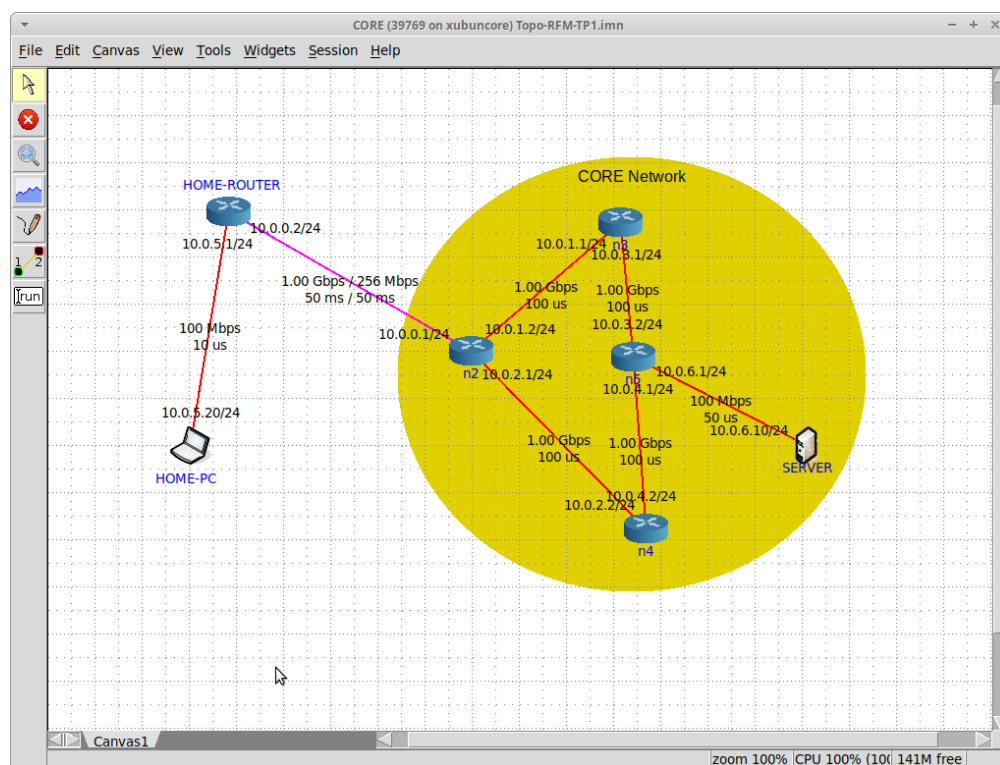 CORE (39769 on xubuncore) Topo-RFM-TP1.imn
File Edit Canvas View Tools Widgets Session Help
1 2
run
CORE Network
HOME-ROUTER
10.0.0.2/24
10.0.5.1/24
10.0.1.1/24
n3
10.0.3.1/24
1.00 Gbps / 256 Mbps
50 ms / 50 ms
1.00 Gbps
100 us
1.00 Gbps
100 us
100 Mbps
10 us
10.0.0.1/24
10.0.1.2/24
10.0.3.2/24
n2
10.0.2.1/24
n5
10.0.6.1/24
10.0.4.1/24
100 Mbps
50 us
10.0.5.20/24
10.0.6.10/24
1.00 Gbps
100 us
1.00 Gbps
100 us
HOME-PC
SERVER
10.0.4.2/24
10.0.2.2/24
n4
Canvas1
zoom 100% CPU 100% (10 141M free